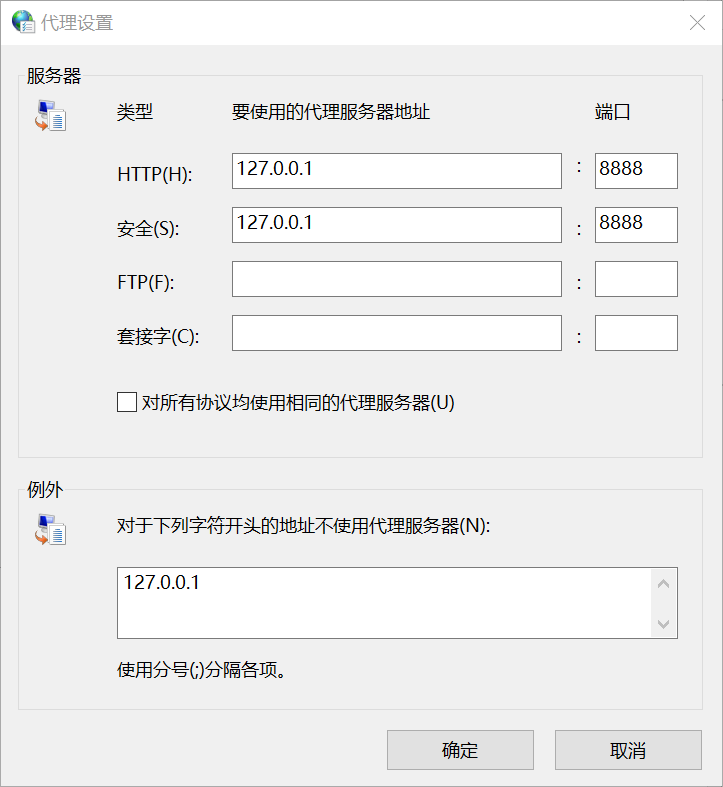 代理设置
服务器
类型 要使用的代理服务器地址 端口
HTTP(H): 127.0.0.1 : 8888
安全(S): 127.0.0.1 : 8888
FTP(F): :
套接字(C): :
对所有协议均使用相同的代理服务器(U)
例外
对于下列字符开头的地址不使用代理服务器(N):
127.0.0.1
使用分号(;)分隔各项。
确定 取消